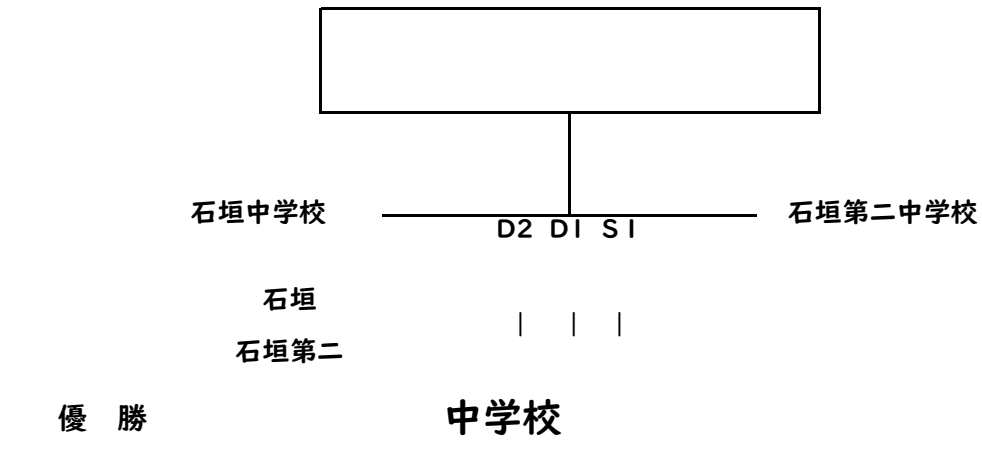 石垣中学校 石垣第二中学校
D2 D1 S1
石垣
| | |
石垣第二
優 勝 中学校